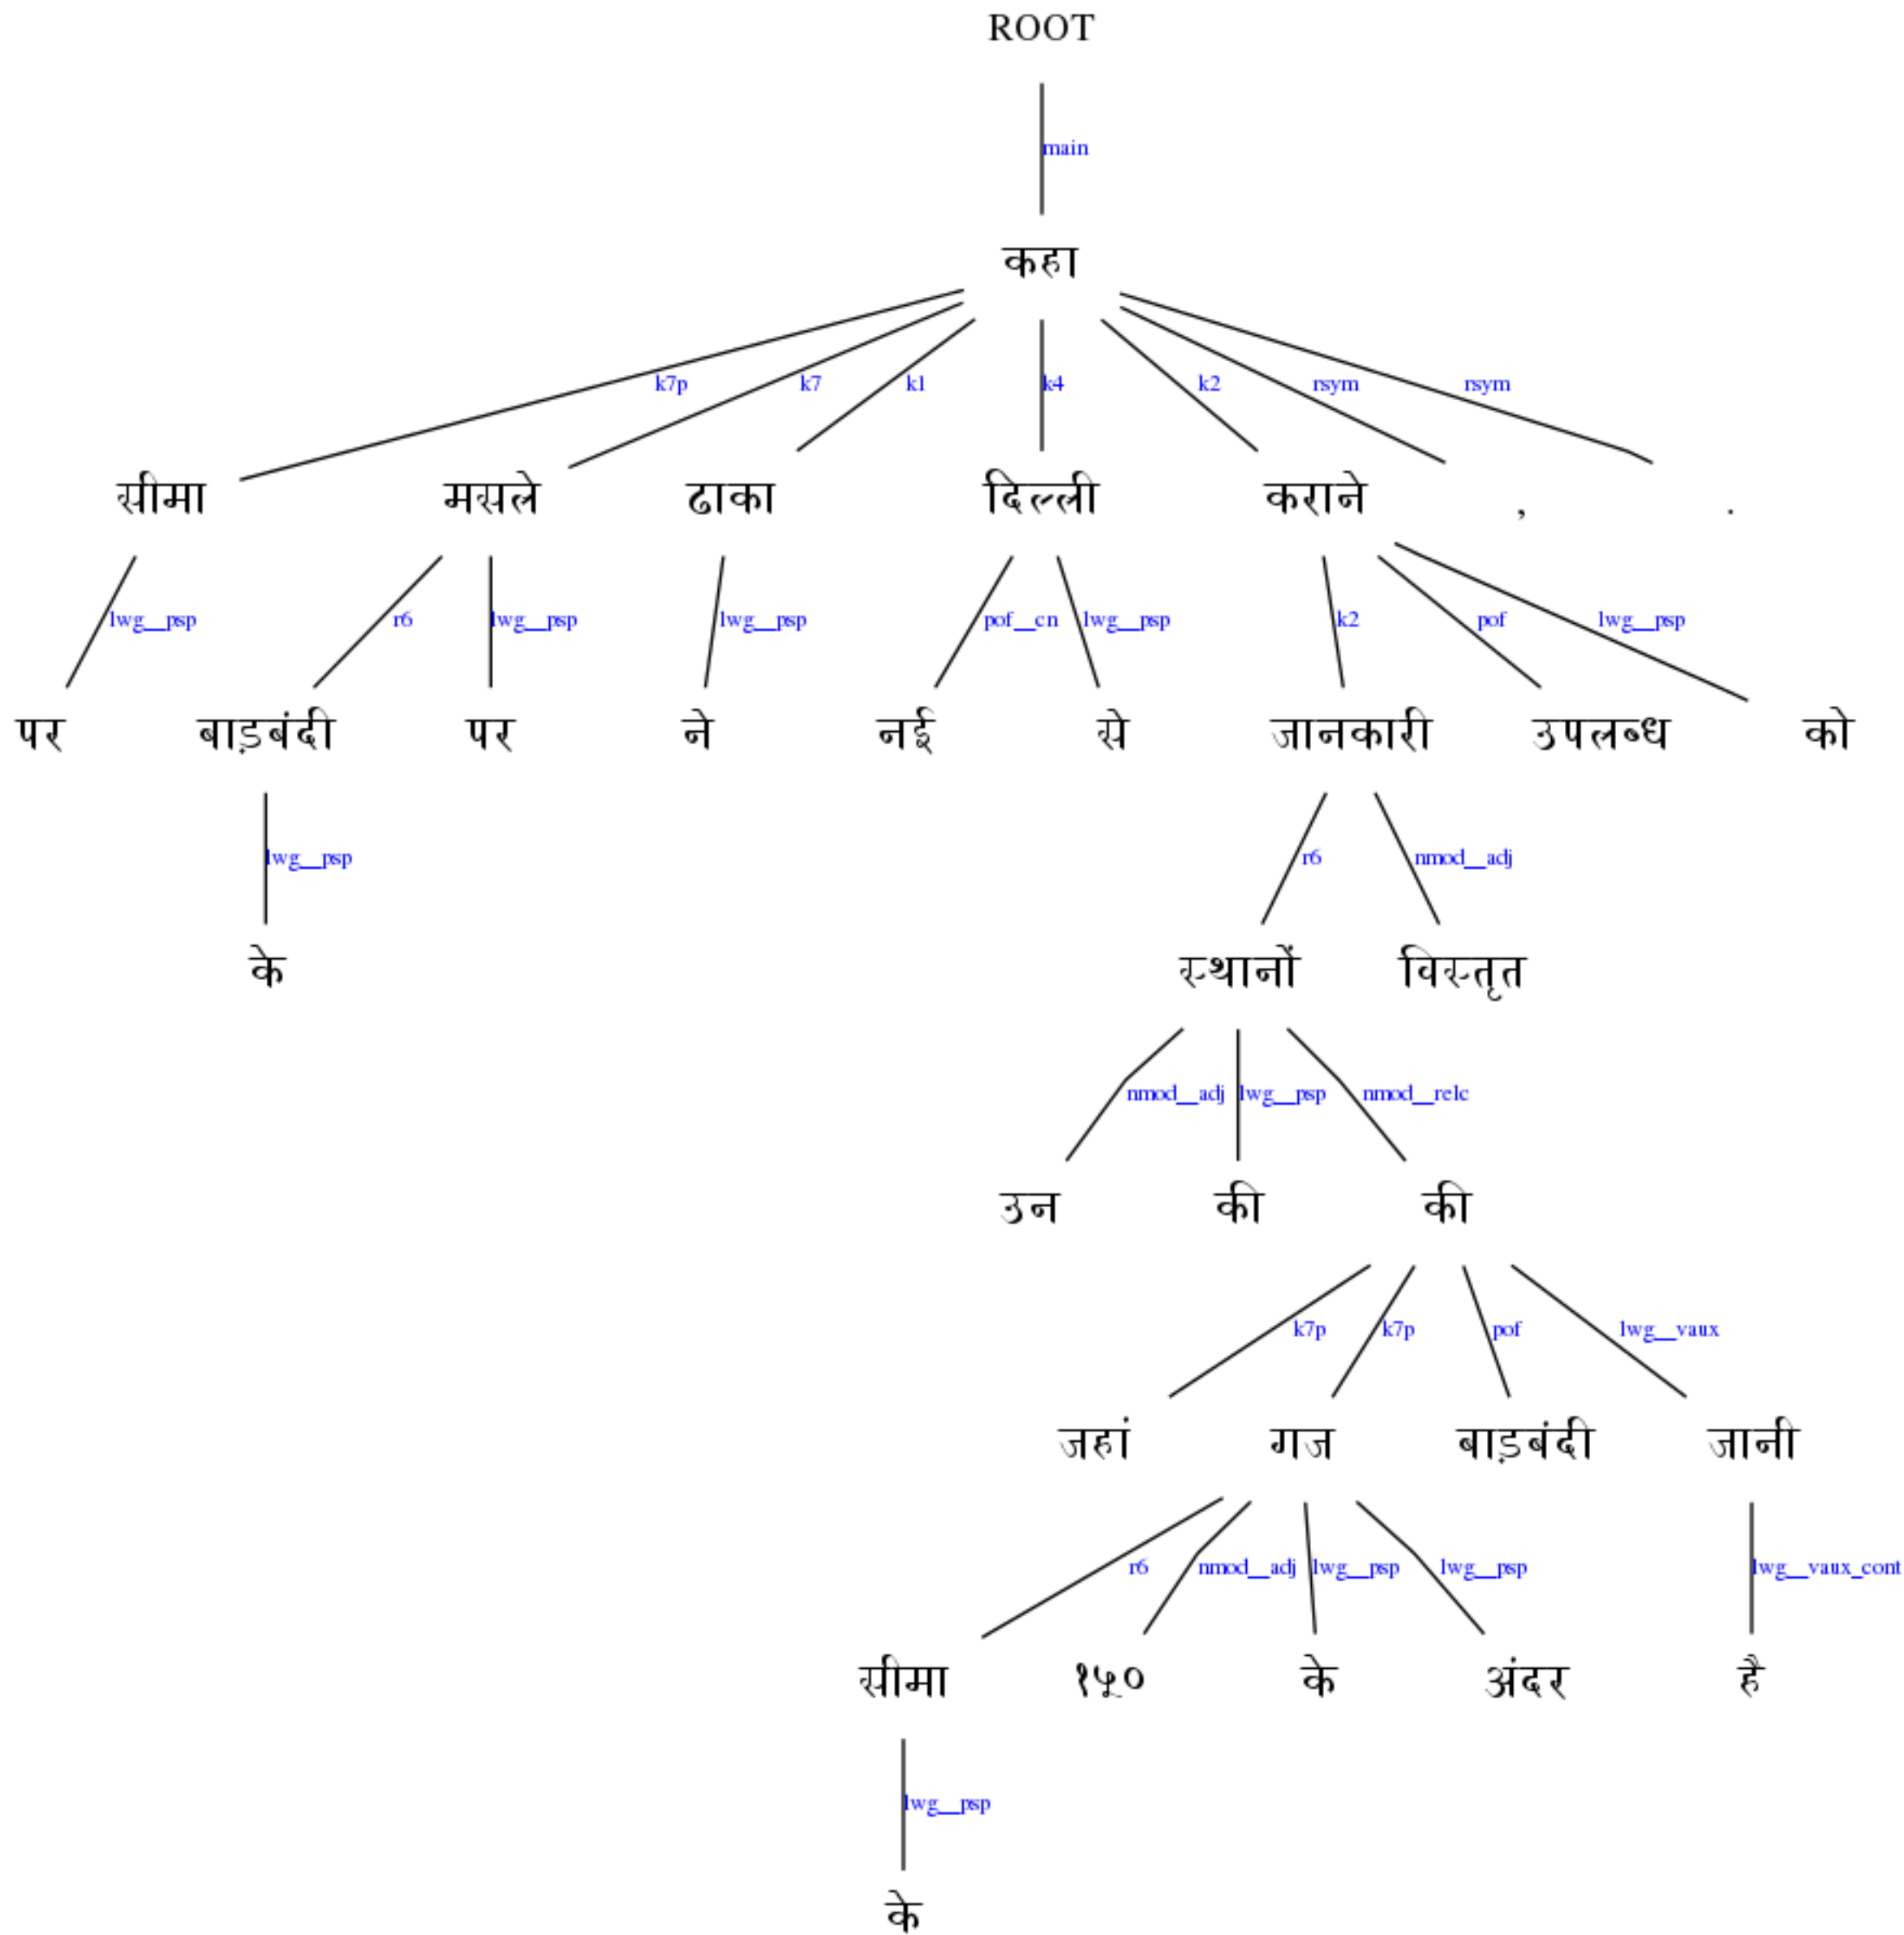 ROOT
main
कहा
k7p k7 k1 k4 k2 rsym rsym
सीमा मसले ढाका दिल्ली कराने , .
lwg__psp r6 lwg__psp lwg__psp pof__cn lwg__psp k2 pof lwg__psp
पर बाड़बंदी पर ने नई से जानकारी उपलब्ध को
lwg__psp r6 nmod__adj
के स्थानों विस्तृत
nmod__adj lwg__psp nmod__relc
उन की की
k7p k7p pof lwg__vaux
जहां गज बाड़बंदी जानी
r6 nmod__adj lwg__psp lwg__psp lwg__vaux_cont
सीमा १५० के अंदर है
lwg__psp
के